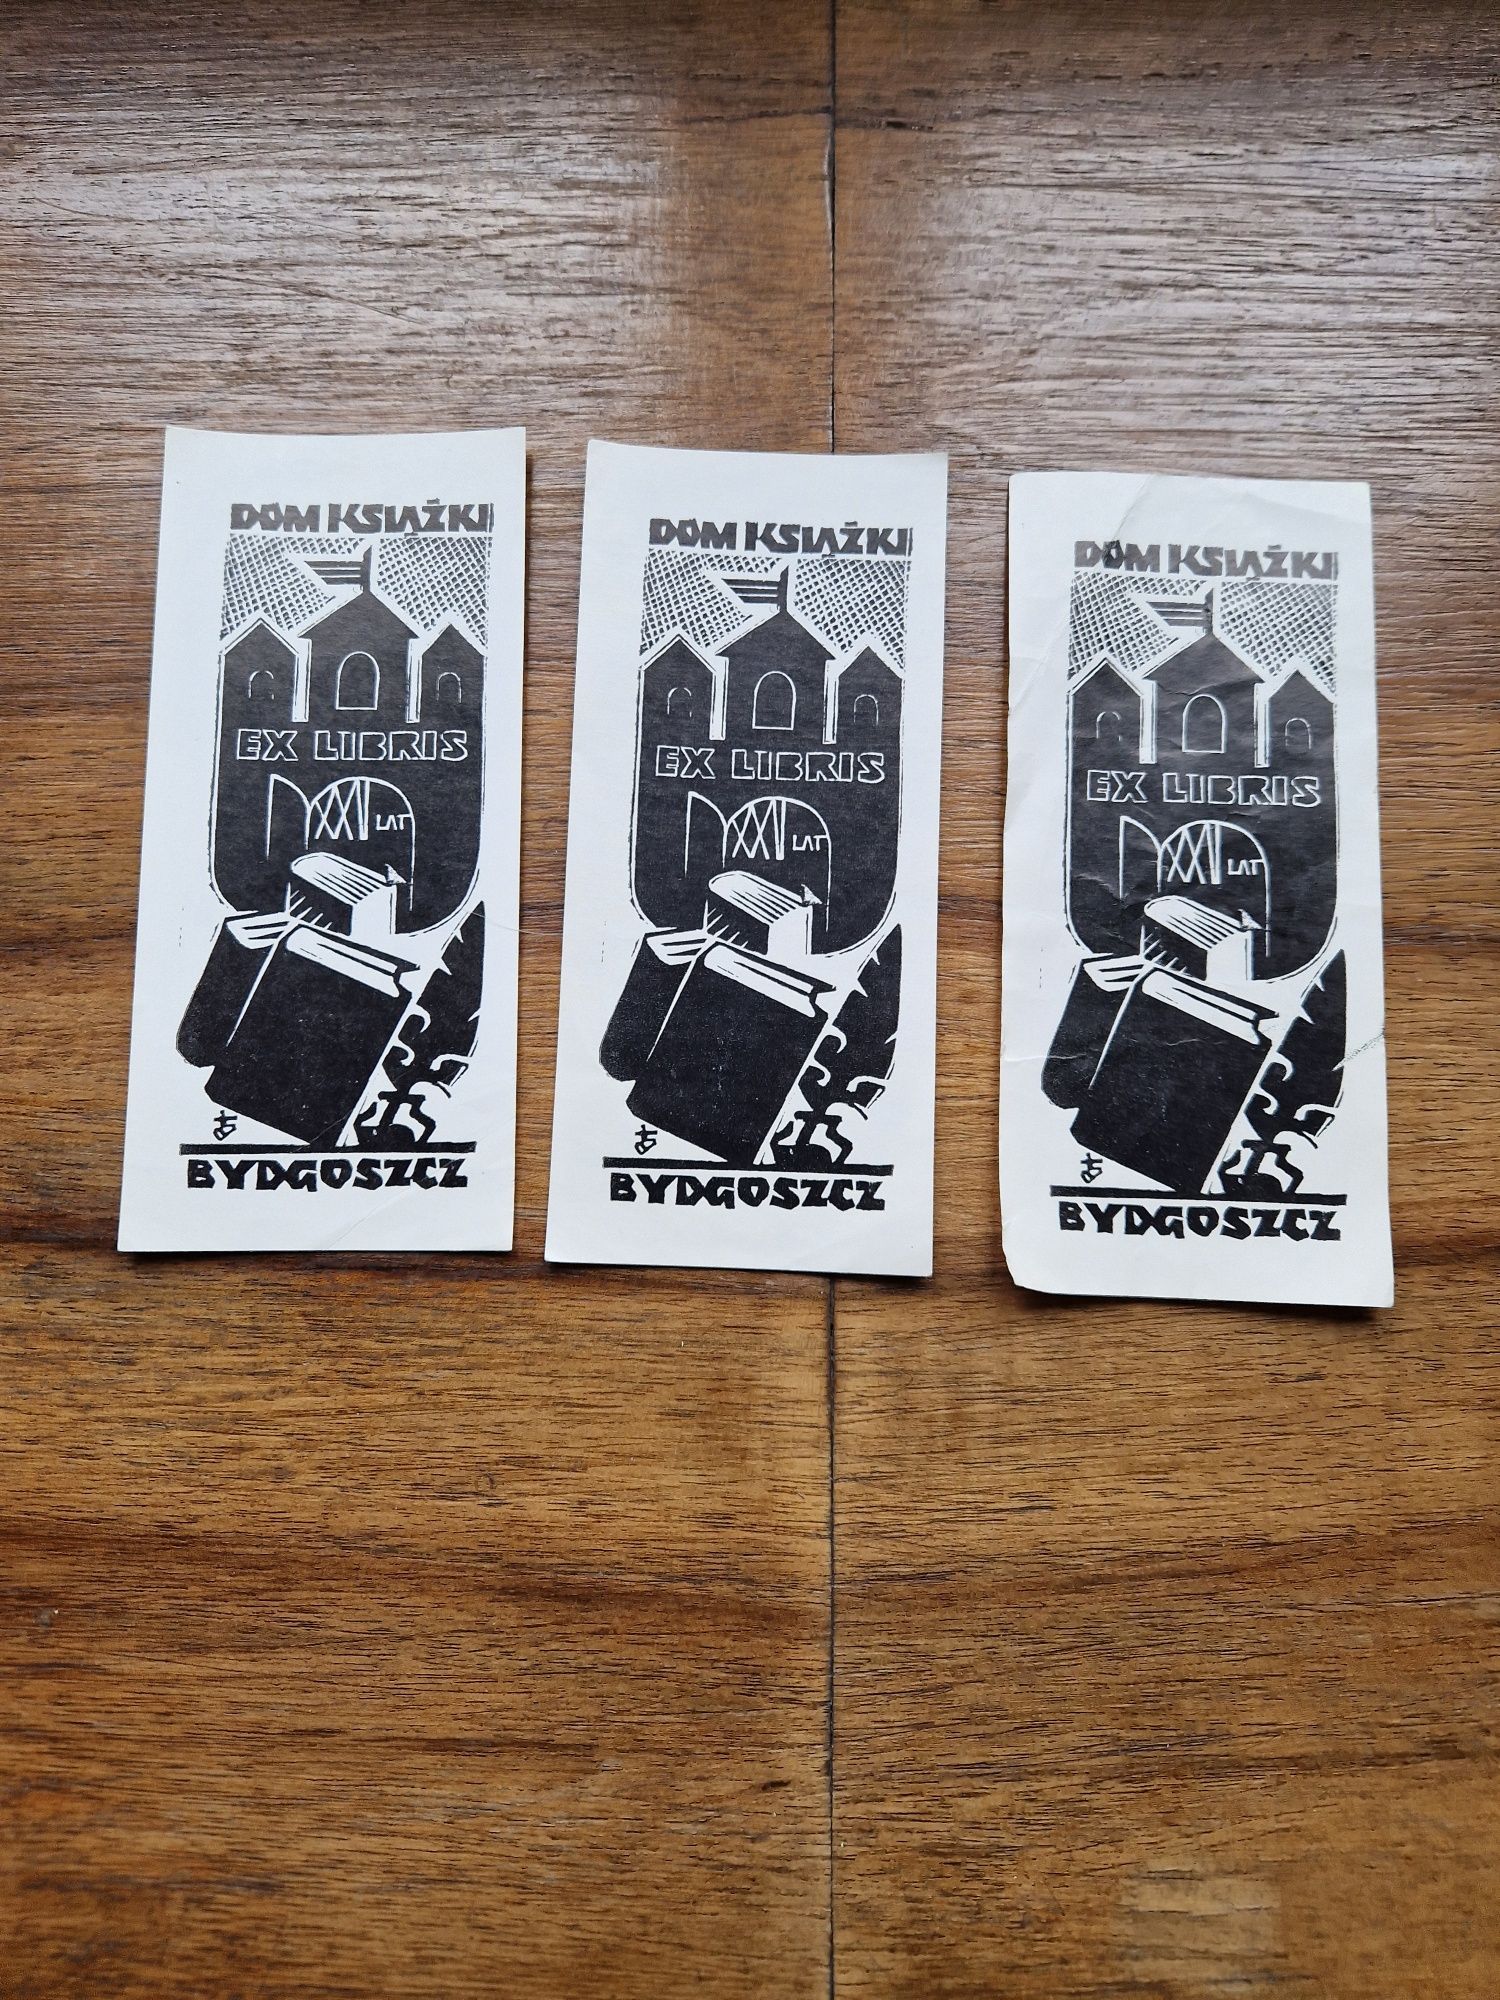 DOM KSIĄŻKI
EX LIBRIS
XXV LAT
BYDGOSZCZ
DOM KSIĄŻKI
EX LIBRIS
XXV LAT
BYDGOSZCZ
DOM KSIĄŻKI
EX LIBRIS
XXV LAT
BYDGOSZCZ